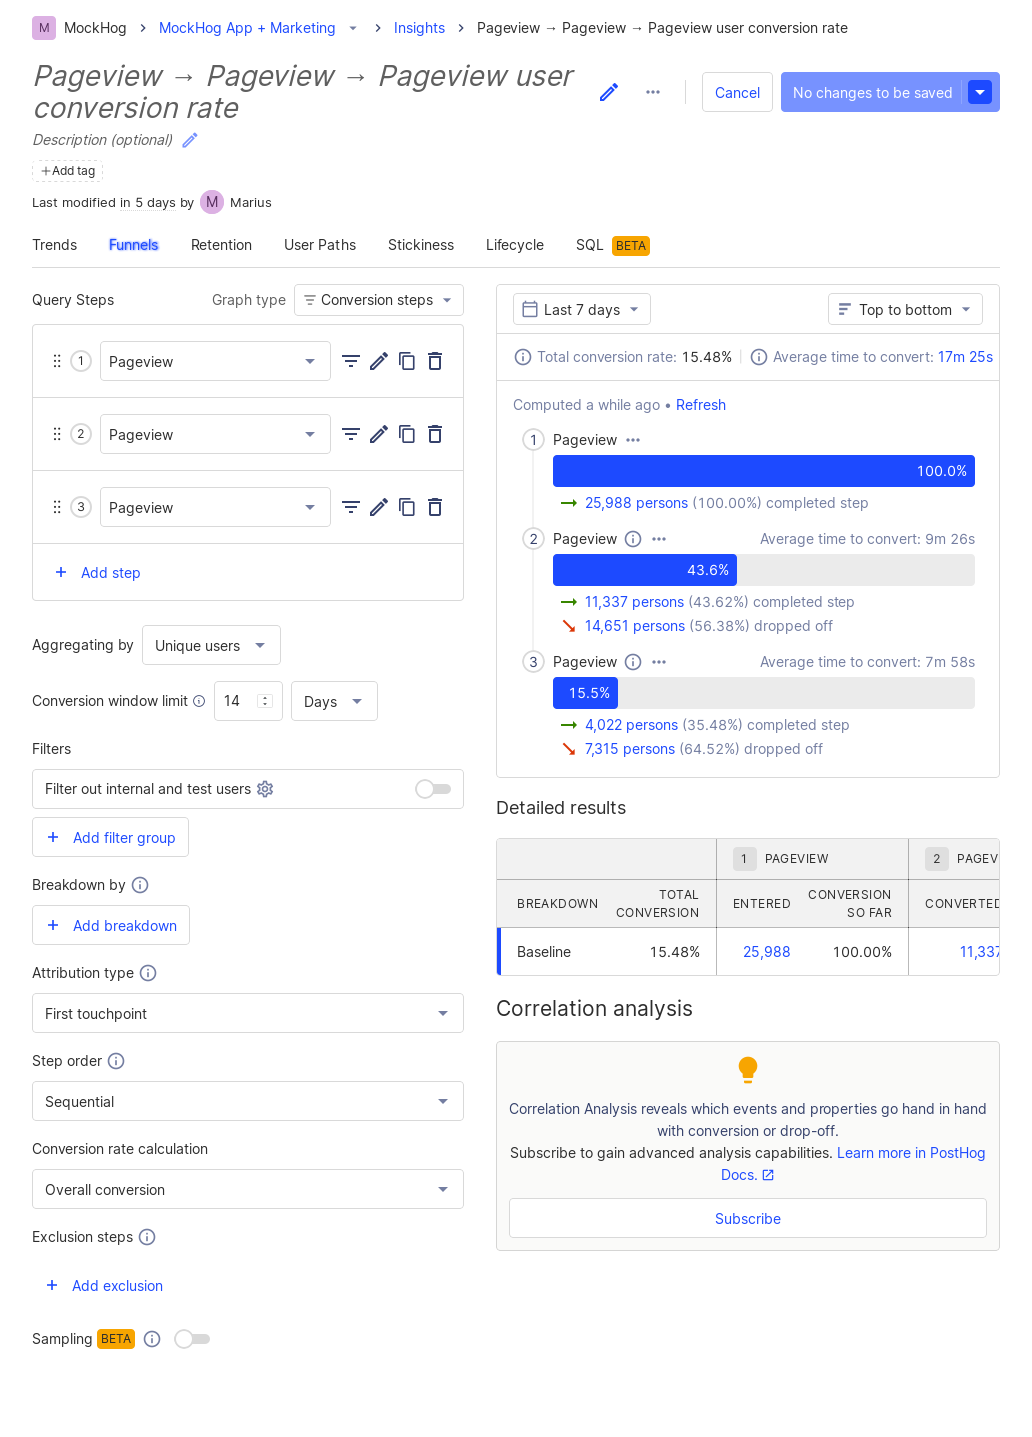 M MockHog > MockHog App + Marketing > Insights > Pageview → Pageview → Pageview user conversion rate
Pageview → Pageview → Pageview user
conversion rate
Cancel
No changes to be saved
Description (optional)
+Add tag
Last modified in 5 days by M Marius
Trends Funnels Retention User Paths Stickiness Lifecycle SQL BETA
Query Steps
Graph type
Conversion steps
1 Pageview
2 Pageview
3 Pageview
+ Add step
Aggregating by Unique users
Conversion window limit 14 Days
Filters
Filter out internal and test users
+ Add filter group
Breakdown by
+ Add breakdown
Attribution type
First touchpoint
Step order
Sequential
Conversion rate calculation
Overall conversion
Exclusion steps
+ Add exclusion
Sampling BETA
Last 7 days
Top to bottom
Total conversion rate: 15.48%
Average time to convert: 17m 25s
Computed a while ago • Refresh
1 Pageview
100.0%
→ 25,988 persons (100.00%) completed step
2 Pageview
Average time to convert: 9m 26s
43.6%
→ 11,337 persons (43.62%) completed step
↘ 14,651 persons (56.38%) dropped off
3 Pageview
Average time to convert: 7m 58s
15.5%
→ 4,022 persons (35.48%) completed step
↘ 7,315 persons (64.52%) dropped off
Detailed results
1 PAGEVIEW
2 PAGEV
BREAKDOWN
TOTAL
CONVERSION
ENTERED
CONVERSION
SO FAR
CONVERTED
Baseline 15.48% 25,988 100.00% 11,337
Correlation analysis
Correlation Analysis reveals which events and properties go hand in hand
with conversion or drop-off.
Subscribe to gain advanced analysis capabilities. Learn more in PostHog
Docs.
Subscribe